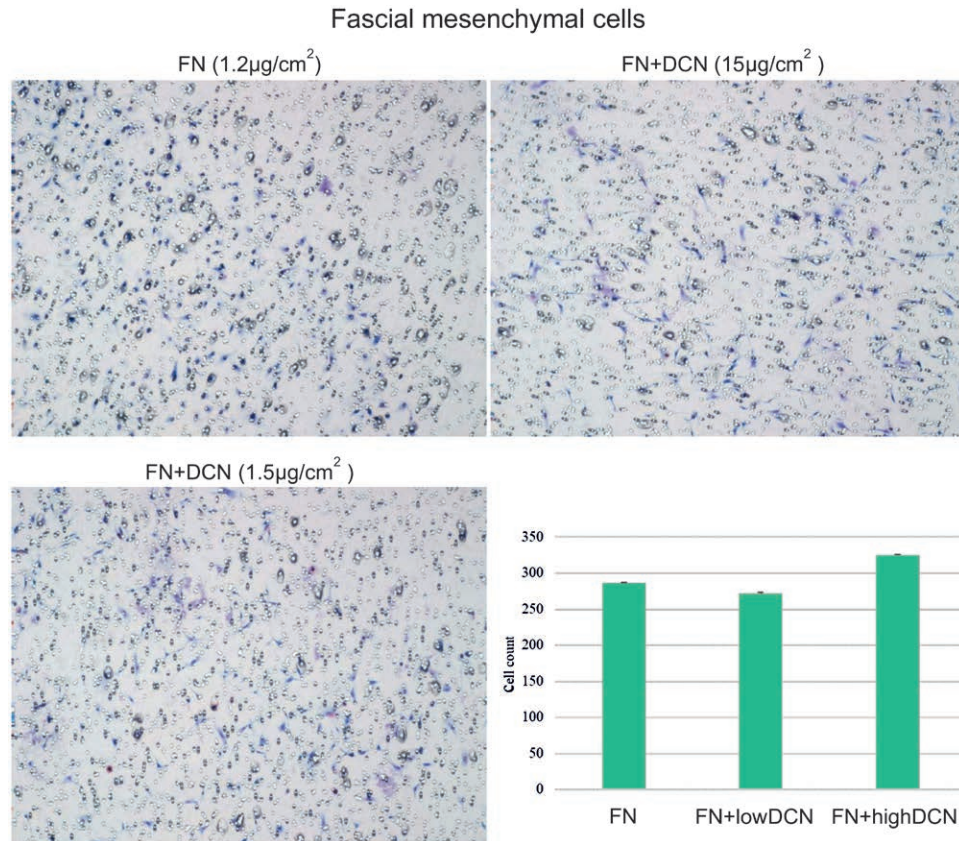 Fascial mesenchymal cells
FN (1.2µg/cm²)
FN+DCN (15µg/cm² )
FN+DCN (1.5µg/cm² )
Cell count
350
300
250
200
150
100
50
0
FN
FN+lowDCN
FN+highDCN